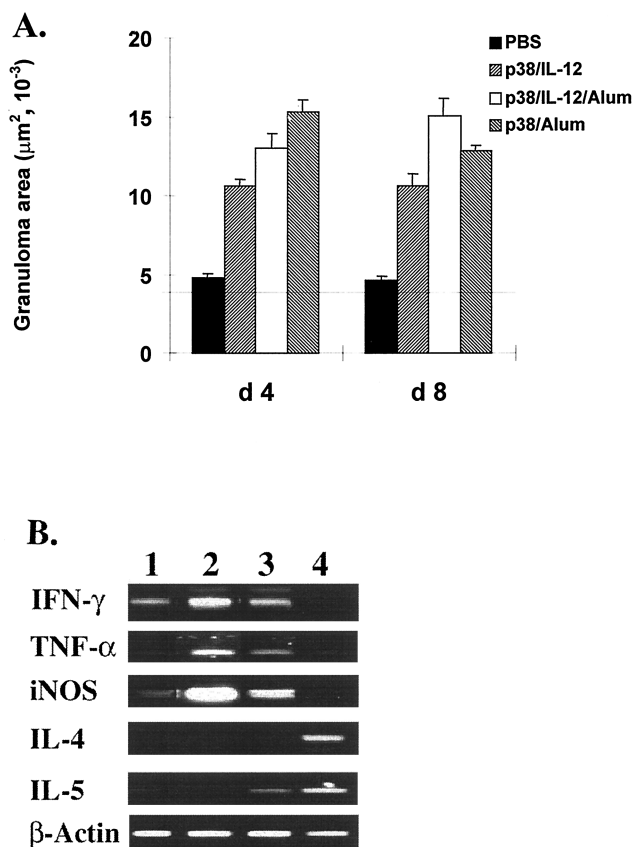 A.
Granuloma area (μm², 10⁻³)
20
15
10
5
0
d 4
d 8
PBS
p38/IL-12
p38/IL-12/Alum
p38/Alum
B.
1 2 3 4
IFN-γ
TNF-α
iNOS
IL-4
IL-5
β-Actin